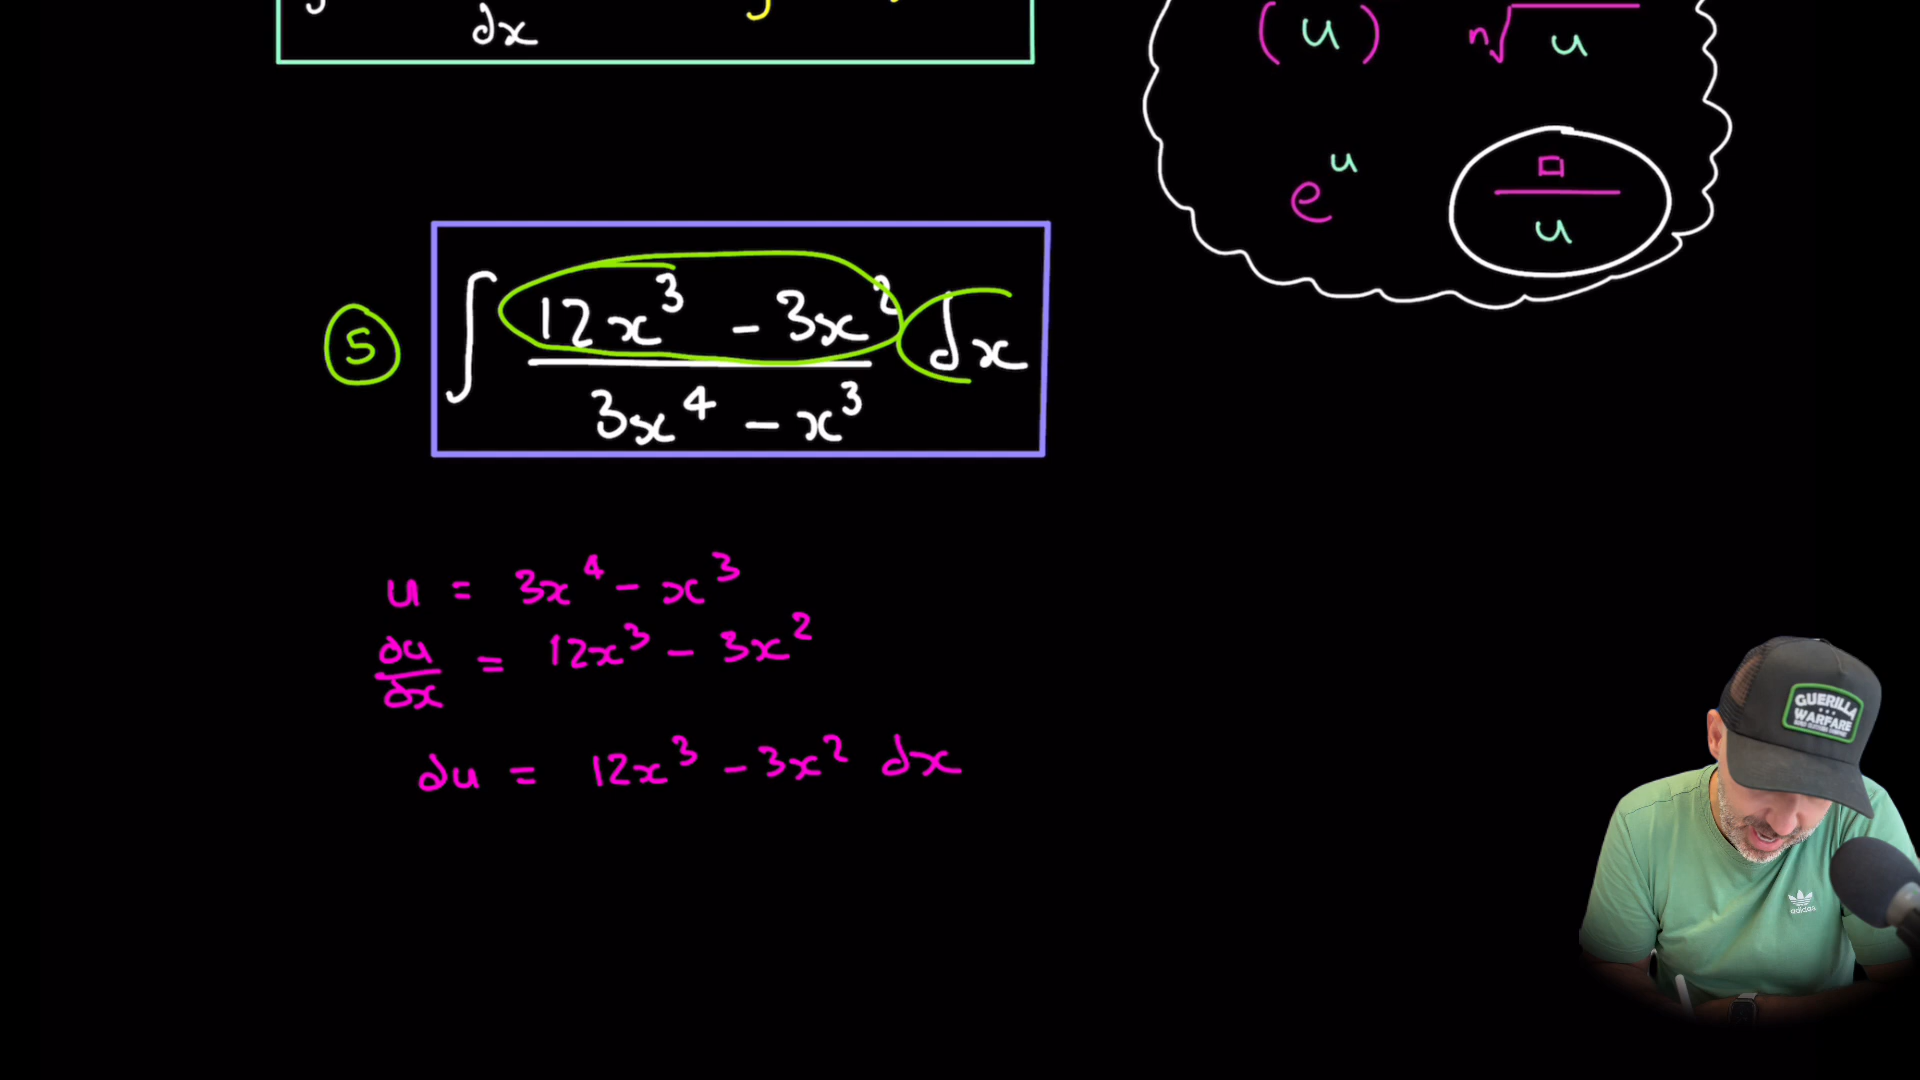 dx
( u ) ⁿ√u
e^u □/u
⑤ ∫ (12x³ − 3x²)/(3x⁴ − x³) dx
u = 3x⁴ − x³
du/dx = 12x³ − 3x²
du = 12x³ − 3x² dx
GUERILLA
WARFARE
adidas